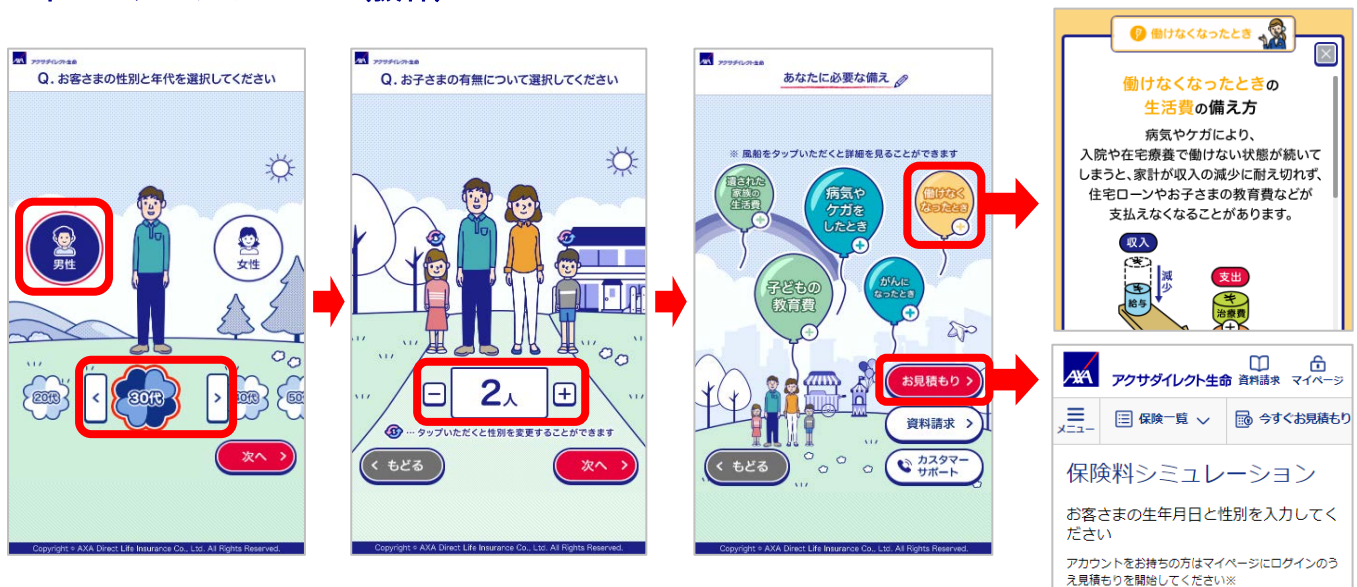 アクサダイレクト生命
Q. お客さまの性別と年代を選択してください
男性
女性
20代
30代
次へ
Copyright © AXA Direct Life Insurance Co., Ltd. All Rights Reserved.
アクサダイレクト生命
Q. お子さまの有無について選択してください
2人
… タップいただくと性別を変更することができます
もどる
次へ
Copyright © AXA Direct Life Insurance Co., Ltd. All Rights Reserved.
アクサダイレクト生命
あなたに必要な備え
※ 風船をタップいただくと詳細を見ることができます
遺された
家族の
生活費
病気や
ケガを
したとき
働けなく
なったとき
子どもの
教育費
がんに
なったとき
お見積もり
資料請求
カスタマー
サポート
もどる
Copyright © AXA Direct Life Insurance Co., Ltd. All Rights Reserved.
働けなくなったとき
働けなくなったときの
生活費の備え方
病気やケガにより、
入院や在宅療養で働けない状態が続いて
しまうと、家計が収入の減少に耐え切れず、
住宅ローンやお子さまの教育費などが
支払えなくなることがあります。
収入
減少
給与
支出
治療費
AXA アクサダイレクト生命 資料請求 マイページ
メニュー 保険一覧 今すぐお見積もり
保険料シミュレーション
お客さまの生年月日と性別を入力してく
ださい
アカウントをお持ちの方はマイページにログインのう
え見積もりを開始してください※